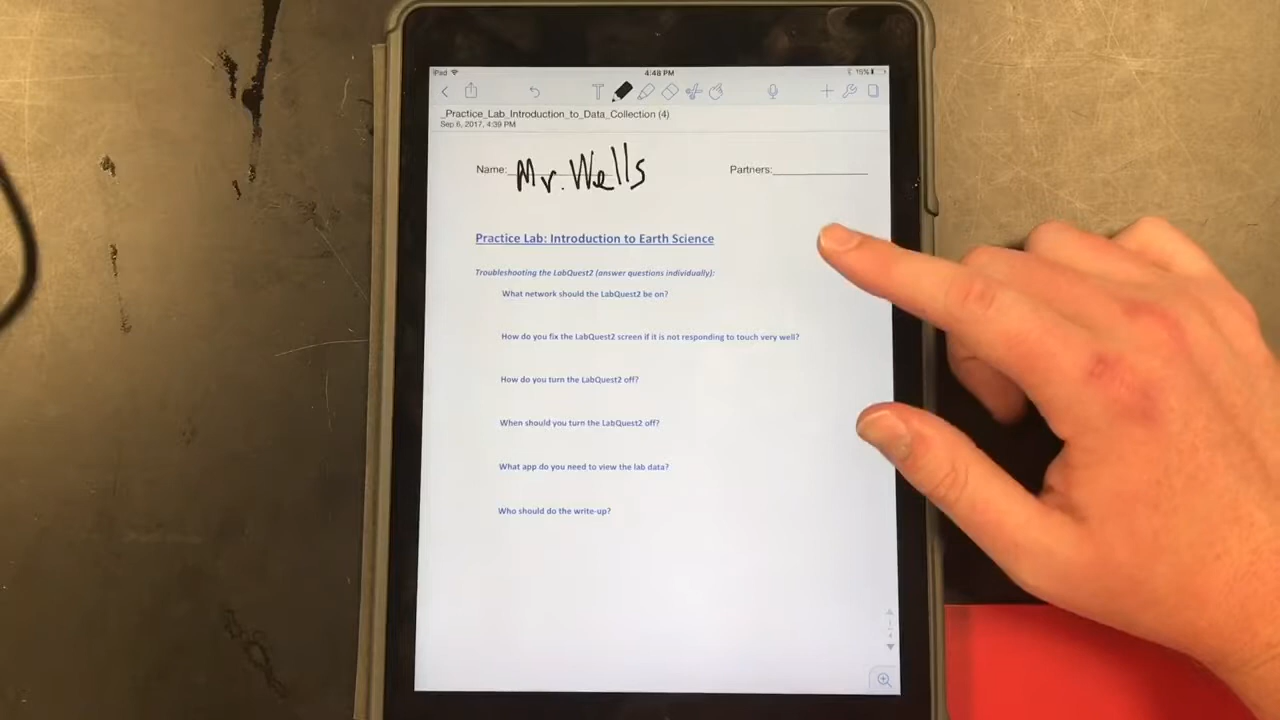 iPad 4:48 PM 15%
_Practice_Lab_Introduction_to_Data_Collection (4)
Sep 6, 2017, 4:39 PM
Name: Mr. Wells Partners:
Practice Lab: Introduction to Earth Science
Troubleshooting the LabQuest2 (answer questions individually):
What network should the LabQuest2 be on?
How do you fix the LabQuest2 screen if it is not responding to touch very well?
How do you turn the LabQuest2 off?
When should you turn the LabQuest2 off?
What app do you need to view the lab data?
Who should do the write-up?